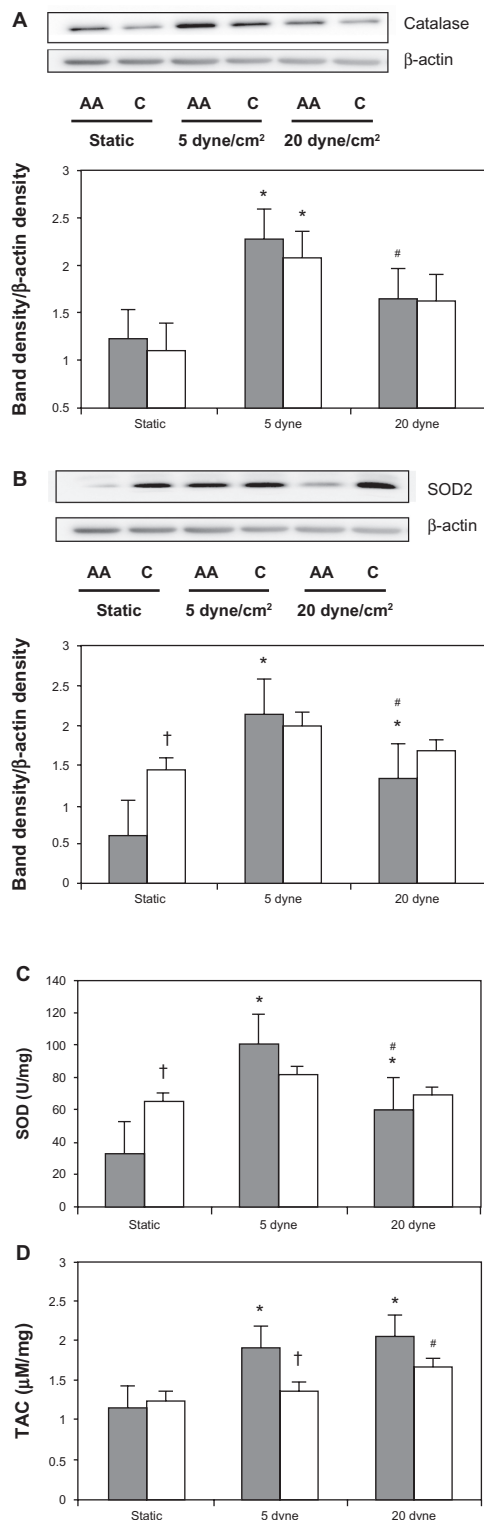 A
Catalase
β-actin
AA C AA C AA C
Static 5 dyne/cm² 20 dyne/cm²
Band density/β-actin density
3
2.5
2
1.5
1
0.5
* * #
Static 5 dyne 20 dyne
B
SOD2
β-actin
AA C AA C AA C
Static 5 dyne/cm² 20 dyne/cm²
Band density/β-actin density
3
2.5
2
1.5
1
0.5
0
† * # *
Static 5 dyne 20 dyne
C
SOD (U/mg)
140
120
100
80
60
40
20
0
† * # *
Static 5 dyne 20 dyne
D
TAC (μM/mg)
3
2.5
2
1.5
1
0.5
0
* † * #
Static 5 dyne 20 dyne